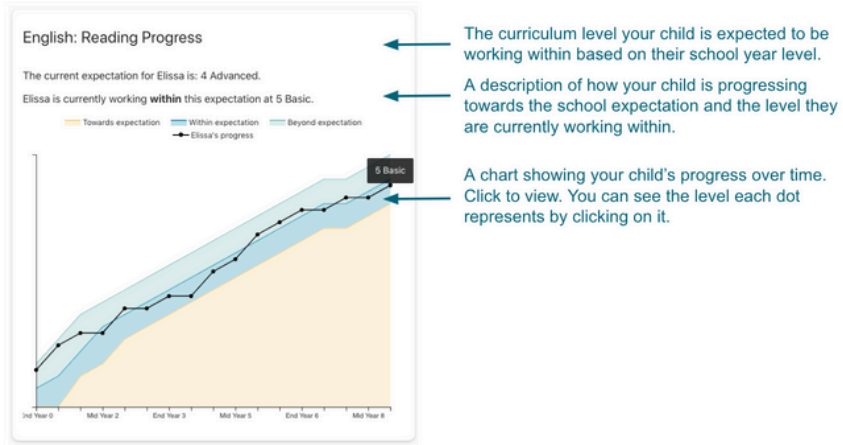 English: Reading Progress
The current expectation for Elissa is: 4 Advanced.
Elissa is currently working within this expectation at 5 Basic.
Towards expectation
Within expectation
Beyond expectation
Elissa's progress
5 Basic
End Year 0
Mid Year 2
End Year 3
Mid Year 5
End Year 6
Mid Year 8
The curriculum level your child is expected to be
working within based on their school year level.
A description of how your child is progressing
towards the school expectation and the level they
are currently working within.
A chart showing your child's progress over time.
Click to view. You can see the level each dot
represents by clicking on it.